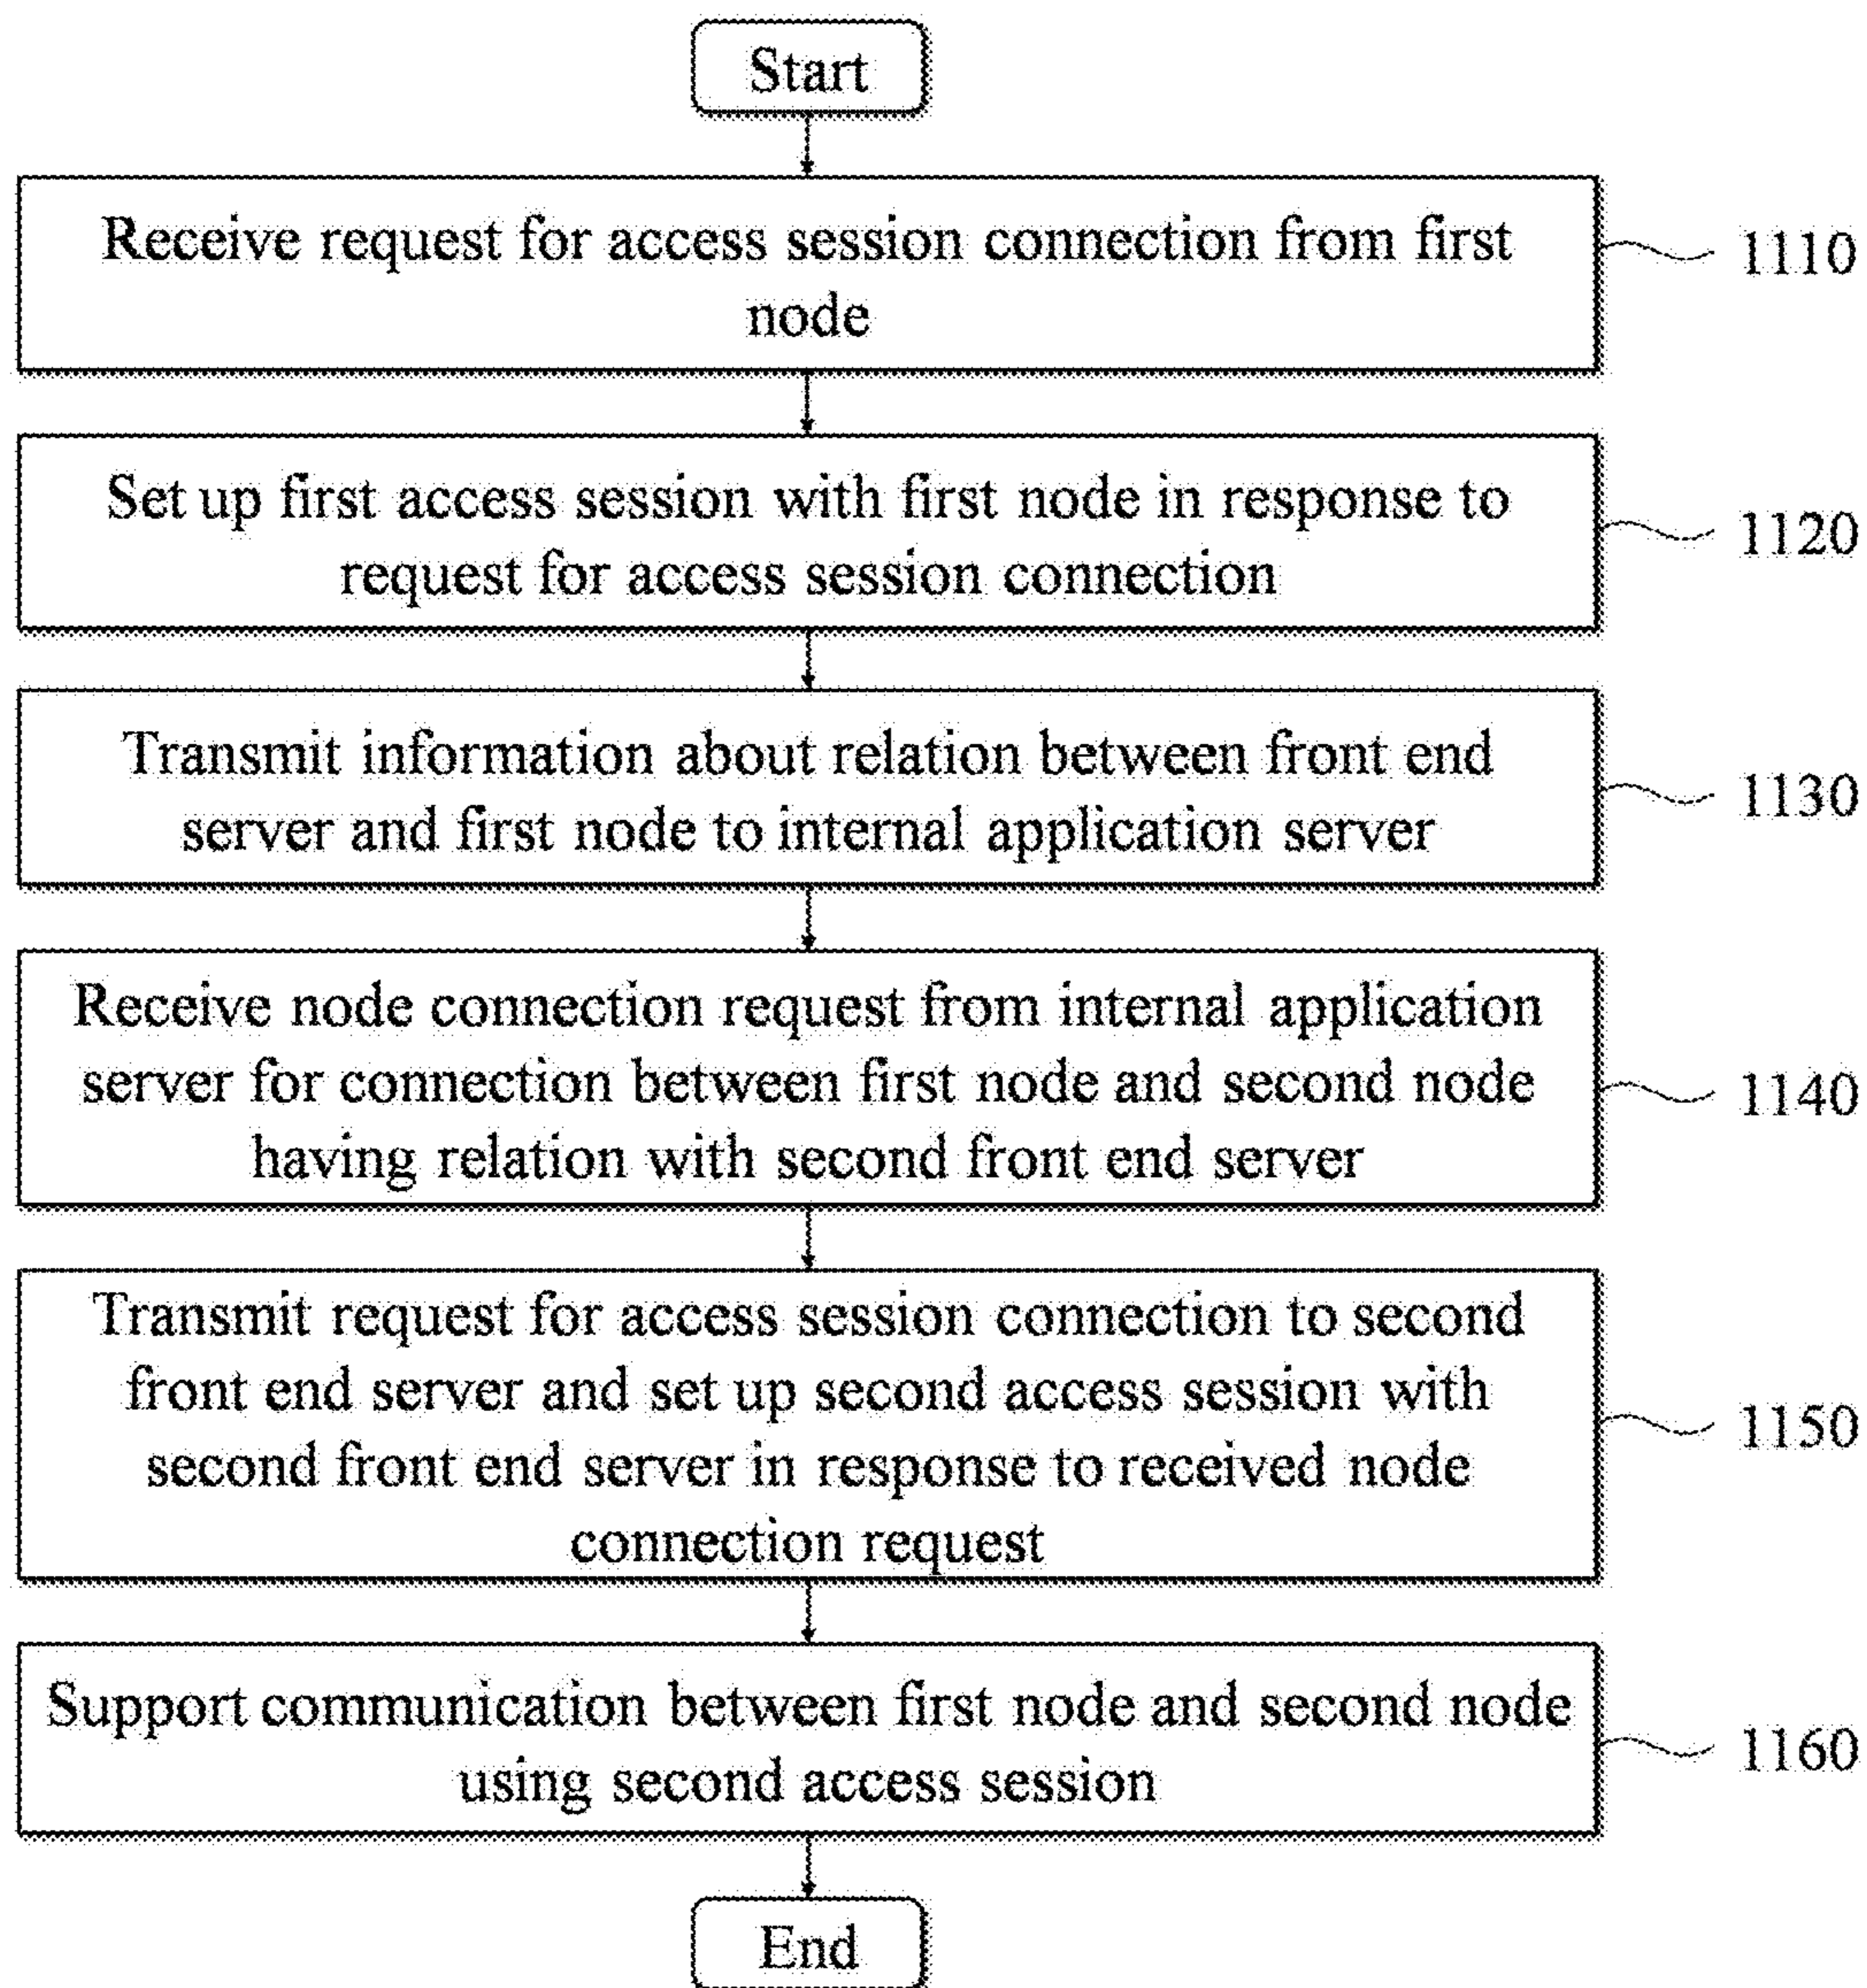 Start
Receive request for access session connection from first
node
1110
Set up first access session with first node in response to
request for access session connection
1120
Transmit information about relation between front end
server and first node to internal application server
1130
Receive node connection request from internal application
server for connection between first node and second node
having relation with second front end server
1140
Transmit request for access session connection to second
front end server and set up second access session with
second front end server in response to received node
connection request
1150
Support communication between first node and second node
using second access session
1160
End